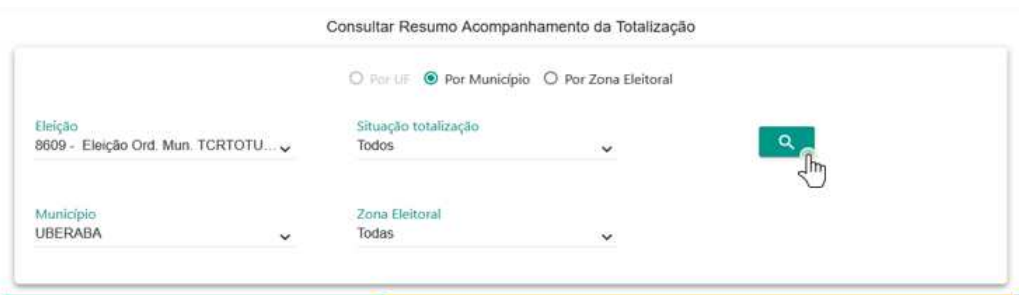 Consultar Resumo Acompanhamento da Totalização
Por UF Por Município Por Zona Eleitoral
Eleição Situação totalização
8609 - Eleição Ord. Mun. TCRTOTU... Todos
Município Zona Eleitoral
UBERABA Todas